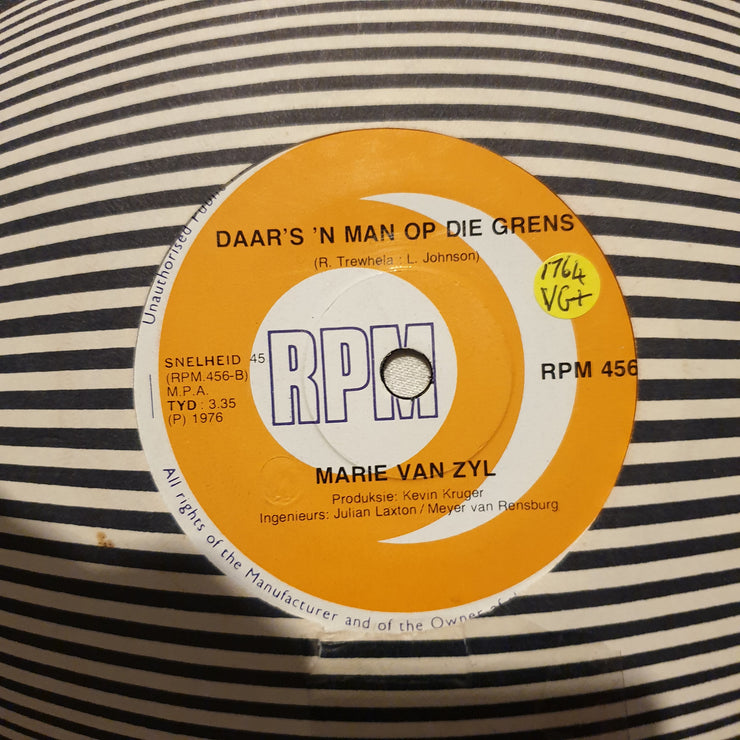 DAAR'S 'N MAN OP DIE GRENS
(R. Trewhela : L. Johnson)
1764
VG+
SNELHEID 45
(RPM.456-B)
M.P.A.
TYD : 3.35
(P) 1976
RPM
RPM 456
MARIE VAN ZYL
Produksie: Kevin Kruger
Ingenieurs: Julian Laxton / Meyer van Rensburg
Unauthorised
All rights of the Manufacturer and of the Owner of